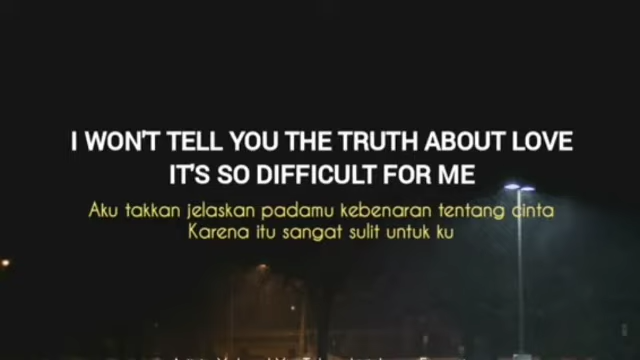 I WON'T TELL YOU THE TRUTH ABOUT LOVE
IT'S SO DIFFICULT FOR ME
Aku takkan jelaskan padamu kebenaran tentang cinta
Karena itu sangat sulit untuk ku